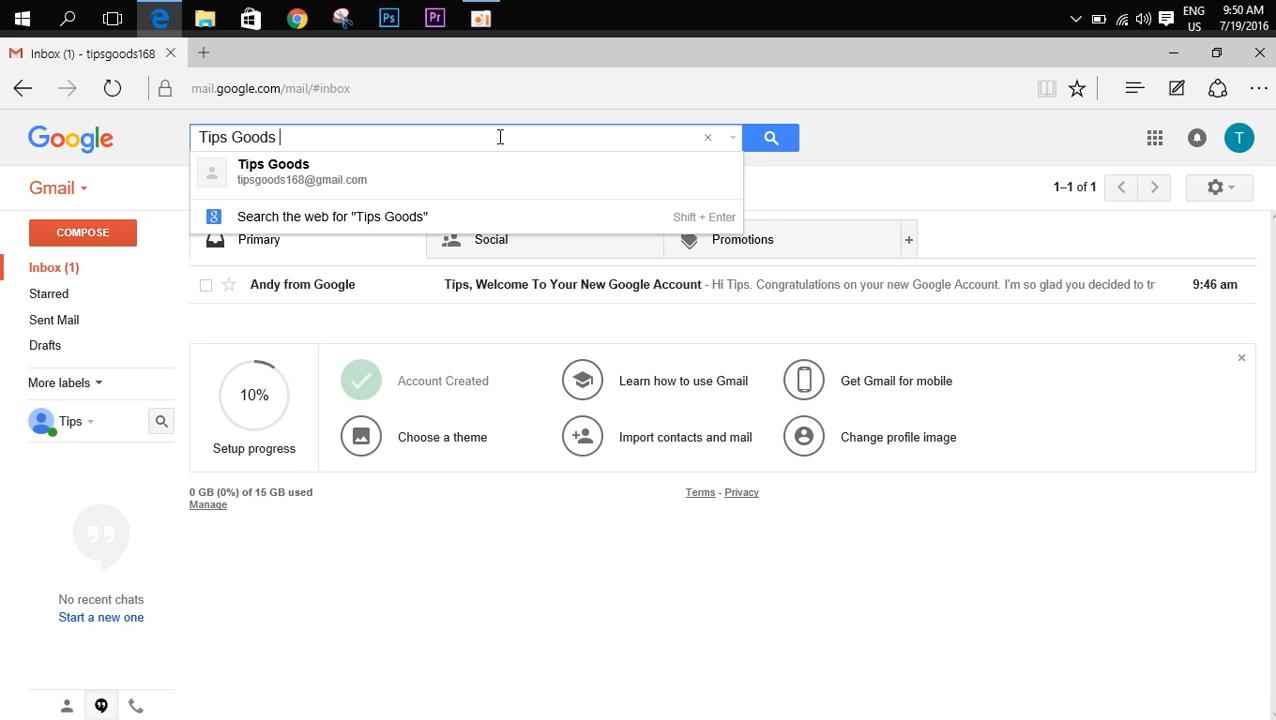 ENG
US
9:50 AM
7/19/2016
Inbox (1) - tipsgoods168
mail.google.com/mail/#inbox
Google
Tips Goods
T
Tips Goods
tipsgoods168@gmail.com
Search the web for "Tips Goods"
Shift + Enter
Gmail
1–1 of 1
COMPOSE
Primary
Social
Promotions
Inbox (1)
Starred
Sent Mail
Drafts
More labels
Tips
Andy from Google
Tips, Welcome To Your New Google Account - Hi Tips. Congratulations on your new Google Account. I'm so glad you decided to tr
9:46 am
10%
Setup progress
Account Created
Learn how to use Gmail
Get Gmail for mobile
Choose a theme
Import contacts and mail
Change profile image
0 GB (0%) of 15 GB used
Manage
Terms - Privacy
No recent chats
Start a new one